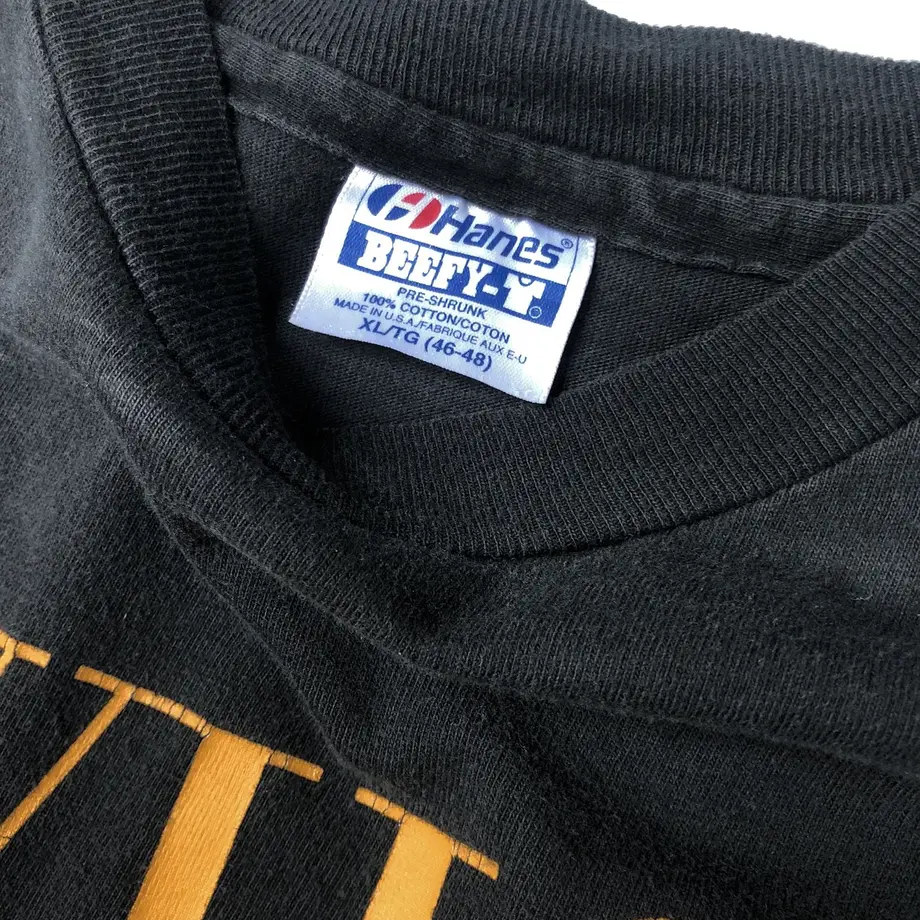 Hanes®
BEEFY-T®
PRE-SHRUNK
100% COTTON/COTON
MADE IN U.S.A./FABRIQUE AUX E-U
XL/TG (46-48)